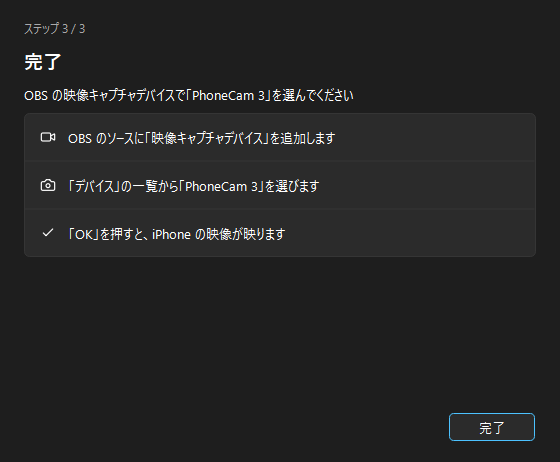 ステップ 3 / 3
完了
OBS の映像キャプチャデバイスで「PhoneCam 3」を選んでください
OBS のソースに「映像キャプチャデバイス」を追加します
「デバイス」の一覧から「PhoneCam 3」を選びます
「OK」を押すと、iPhone の映像が映ります
完了